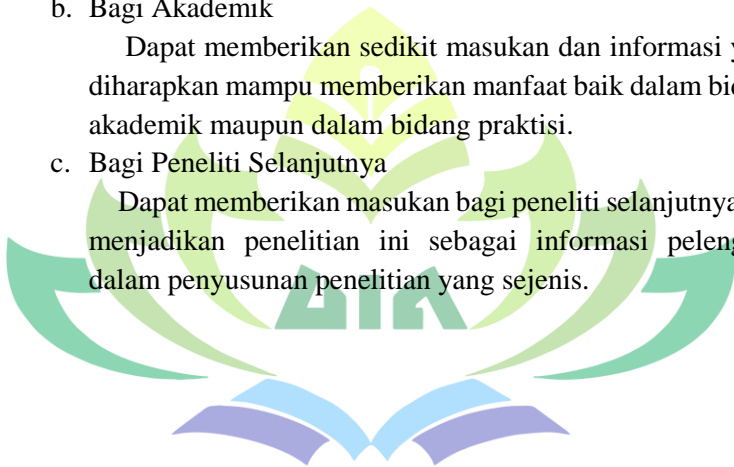 b. Bagi Akademik
Dapat memberikan sedikit masukan dan informasi
diharapkan mampu memberikan manfaat baik dalam
akademik maupun dalam bidang praktisi.
c. Bagi Peneliti Selanjutnya
Dapat memberikan masukan bagi peneliti selanjutnya
menjadikan penelitian ini sebagai informasi
dalam penyusunan penelitian yang sejenis.